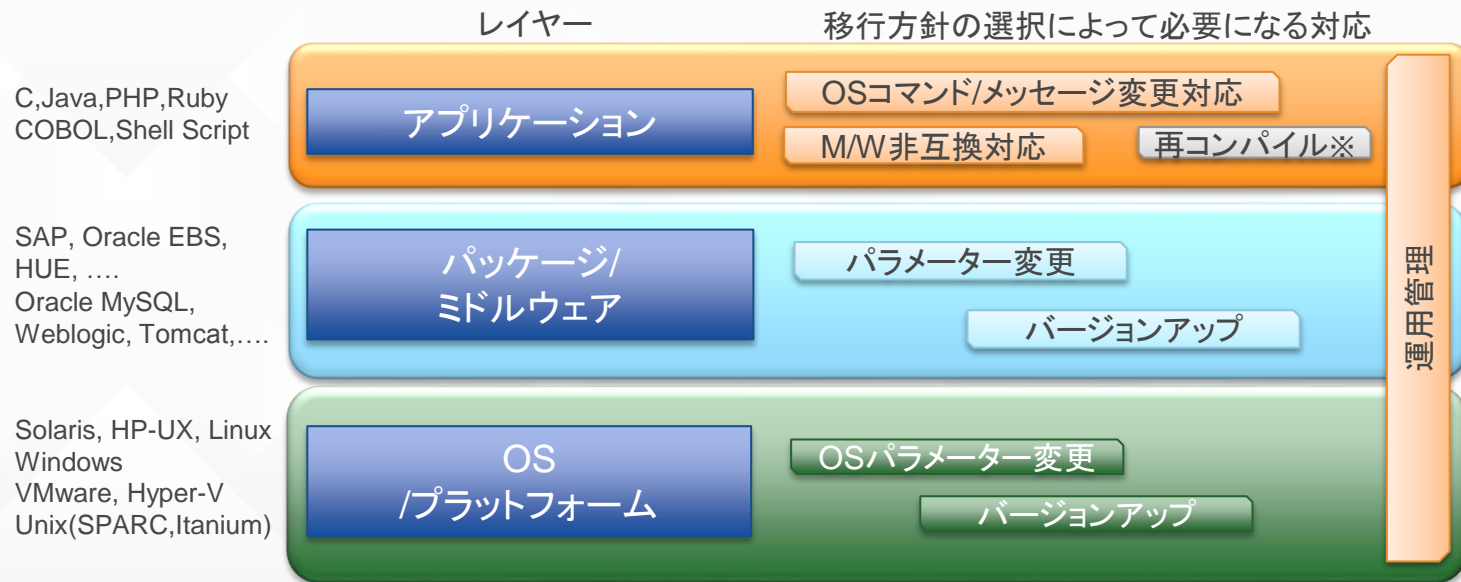 レイヤー
移行方針の選択によって必要になる対応
C,Java,PHP,Ruby
COBOL,Shell Script
アプリケーション
OSコマンド/メッセージ変更対応
M/W非互換対応
再コンパイル※
SAP, Oracle EBS,
HUE, ….
Oracle MySQL,
Weblogic, Tomcat,….
パッケージ/
ミドルウェア
パラメーター変更
バージョンアップ
Solaris, HP-UX, Linux
Windows
VMware, Hyper-V
Unix(SPARC,Itanium)
OS
/プラットフォーム
OSパラメーター変更
バージョンアップ
運用管理